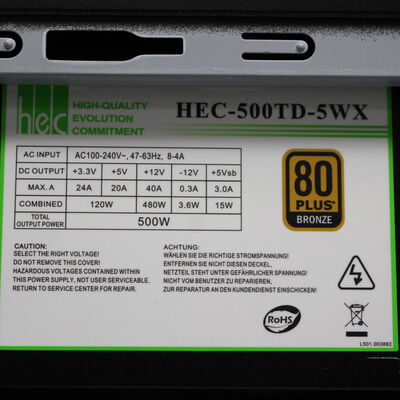 hec
HIGH-QUALITY
EVOLUTION
COMMITMENT
HEC-500TD-5WX
AC INPUT AC100-240V~, 47-63Hz, 8-4A
DC OUTPUT +3.3V +5V +12V -12V +5Vsb
MAX. A 24A 20A 40A 0.3A 3.0A
COMBINED 120W 480W 3.6W 15W
TOTAL OUTPUT POWER 500W
80
PLUS
BRONZE
CAUTION:
SELECT THE RIGHT VOLTAGE!
DO NOT REMOVE THIS COVER!
HAZARDOUS VOLTAGES CONTAINED WITHIN
THIS POWER SUPPLY, NOT USER SEVICEABLE.
RETURN TO SERVICE CENTER FOR REPAIR.
ACHTUNG:
WÄHLEN SIE DIE RICHTIGE STROMSPANNUNG!
ENTFERNEN SIE NICHT DIESEN DECKEL,
NETZTEIL STEHT UNTER GEFÄHRLICHER SPANNUNG!
NICHT VOM BENUTZER ZU REPARIEREN,
ZUR REPARATUR AN DEN KUNDENDIENST EINSCHICKEN!
RoHS
L501.003882